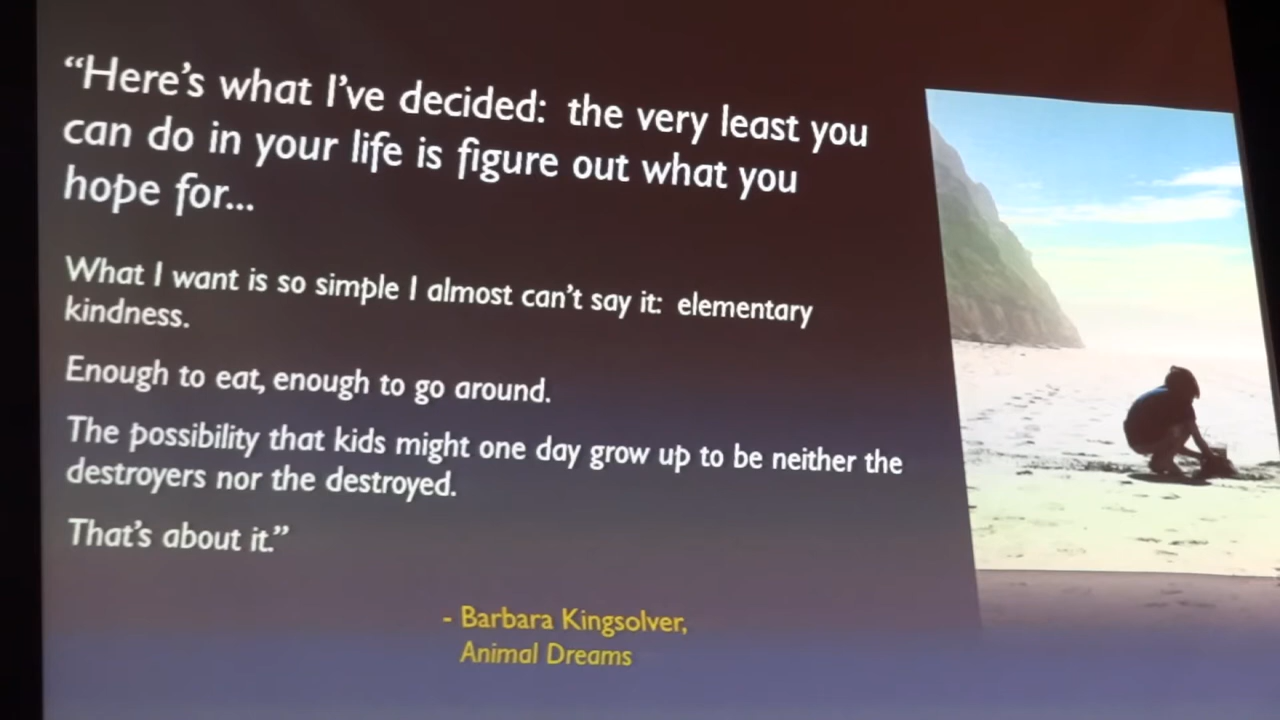 “Here’s what I’ve decided:  the very least you
can do in your life is figure out what you
hope for...
What I want is so simple I almost can’t say it:  elementary
kindness.
Enough to eat, enough to go around.
The possibility that kids might one day grow up to be neither the
destroyers nor the destroyed.
That’s about it.”
- Barbara Kingsolver,
Animal Dreams